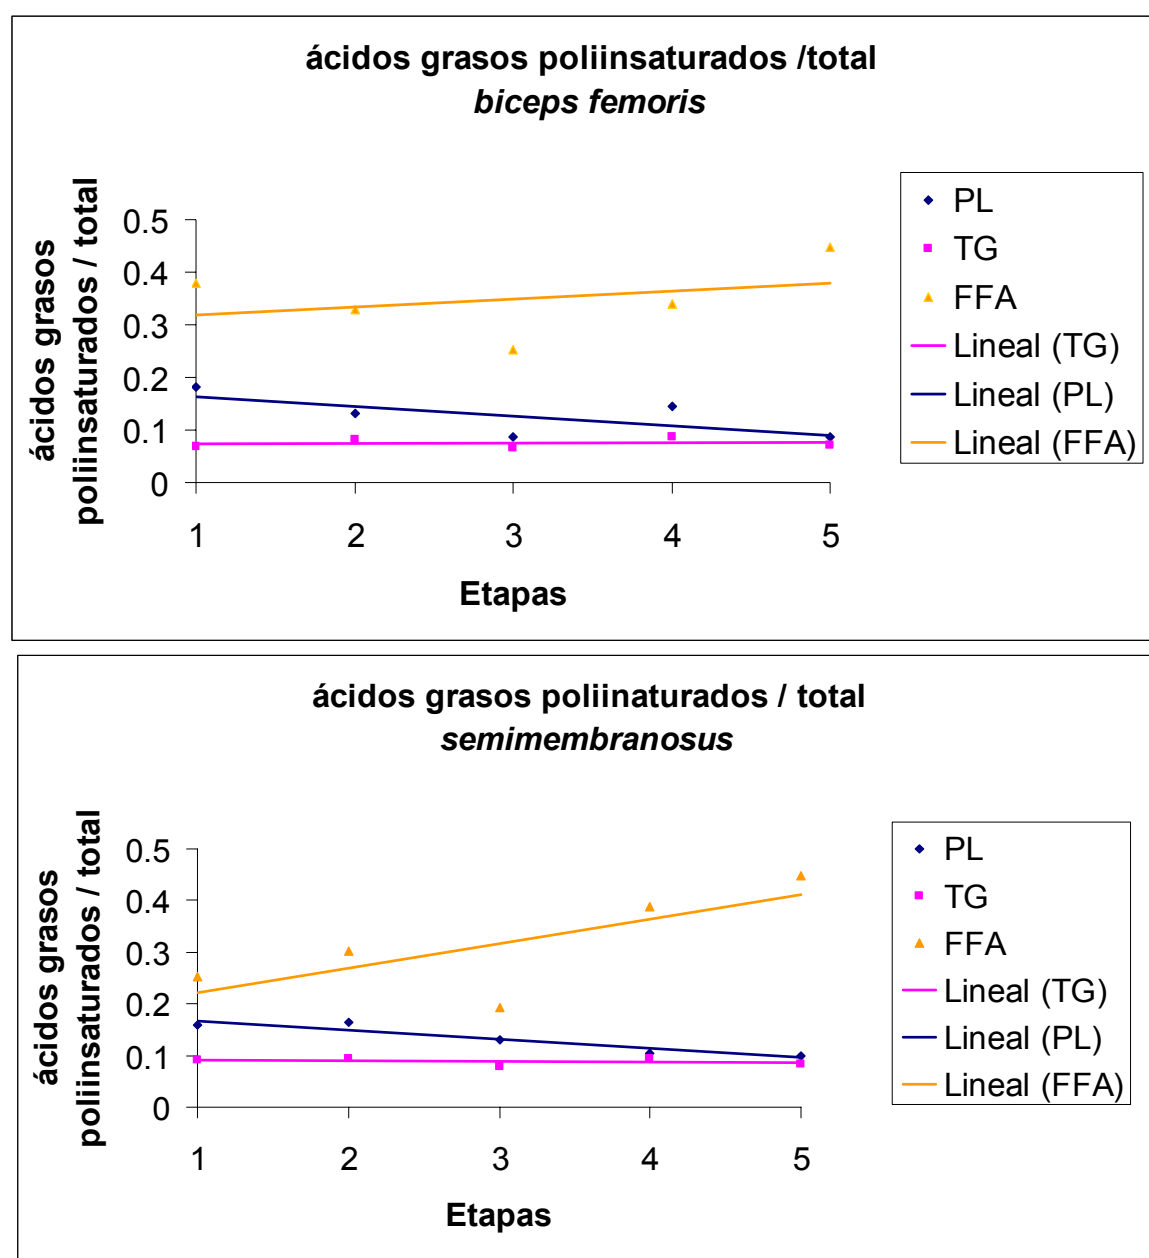 ácidos grasos poliinsaturados /total
biceps femoris
ácidos grasos
poliinsaturados / total
0.5
0.4
0.3
0.2
0.1
0
1 2 3 4 5
Etapas
PL
TG
FFA
Lineal (TG)
Lineal (PL)
Lineal (FFA)
ácidos grasos poliinaturados / total
semimembranosus
ácidos grasos
poliinsaturados / total
0.5
0.4
0.3
0.2
0.1
0
1 2 3 4 5
Etapas
PL
TG
FFA
Lineal (TG)
Lineal (PL)
Lineal (FFA)